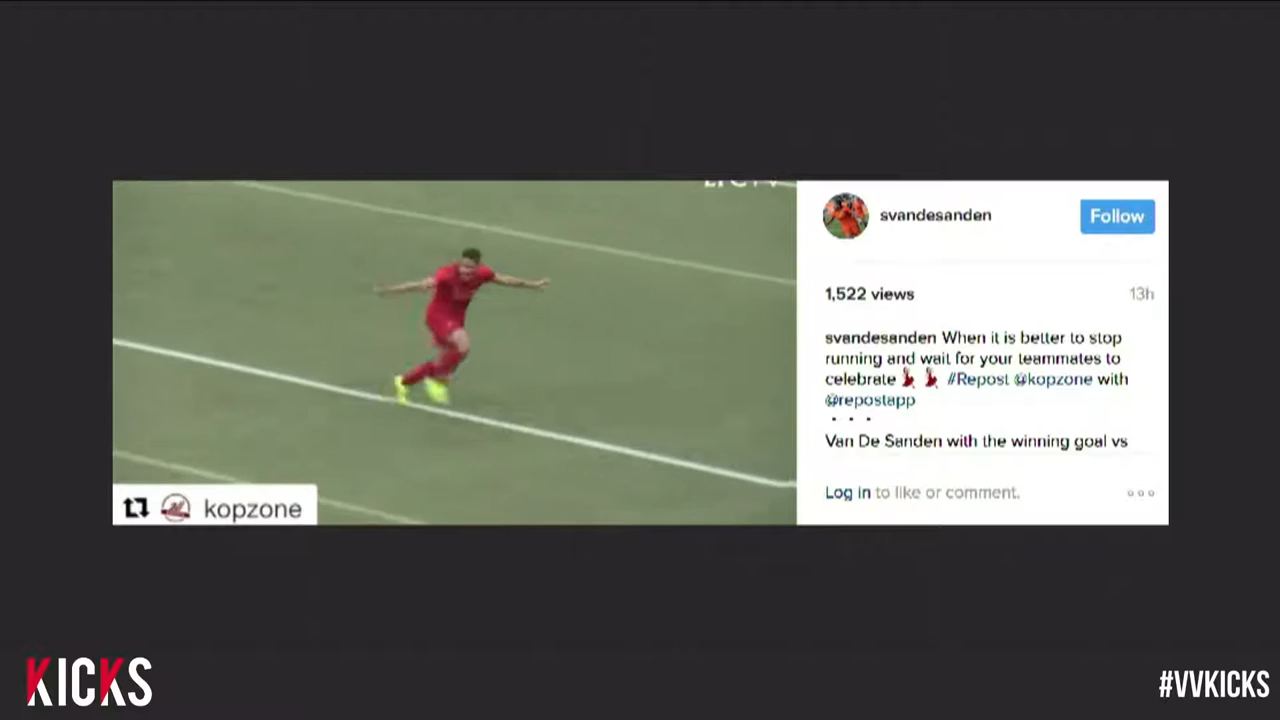 svandesanden
Follow
1,522 views
13h
svandesanden When it is better to stop
running and wait for your teammates to
celebrate 💃 💃 #Repost @kopzone with
@repostapp
・・・
Van De Sanden with the winning goal vs
Log in to like or comment.
kopzone
KICKS
#VVKICKS